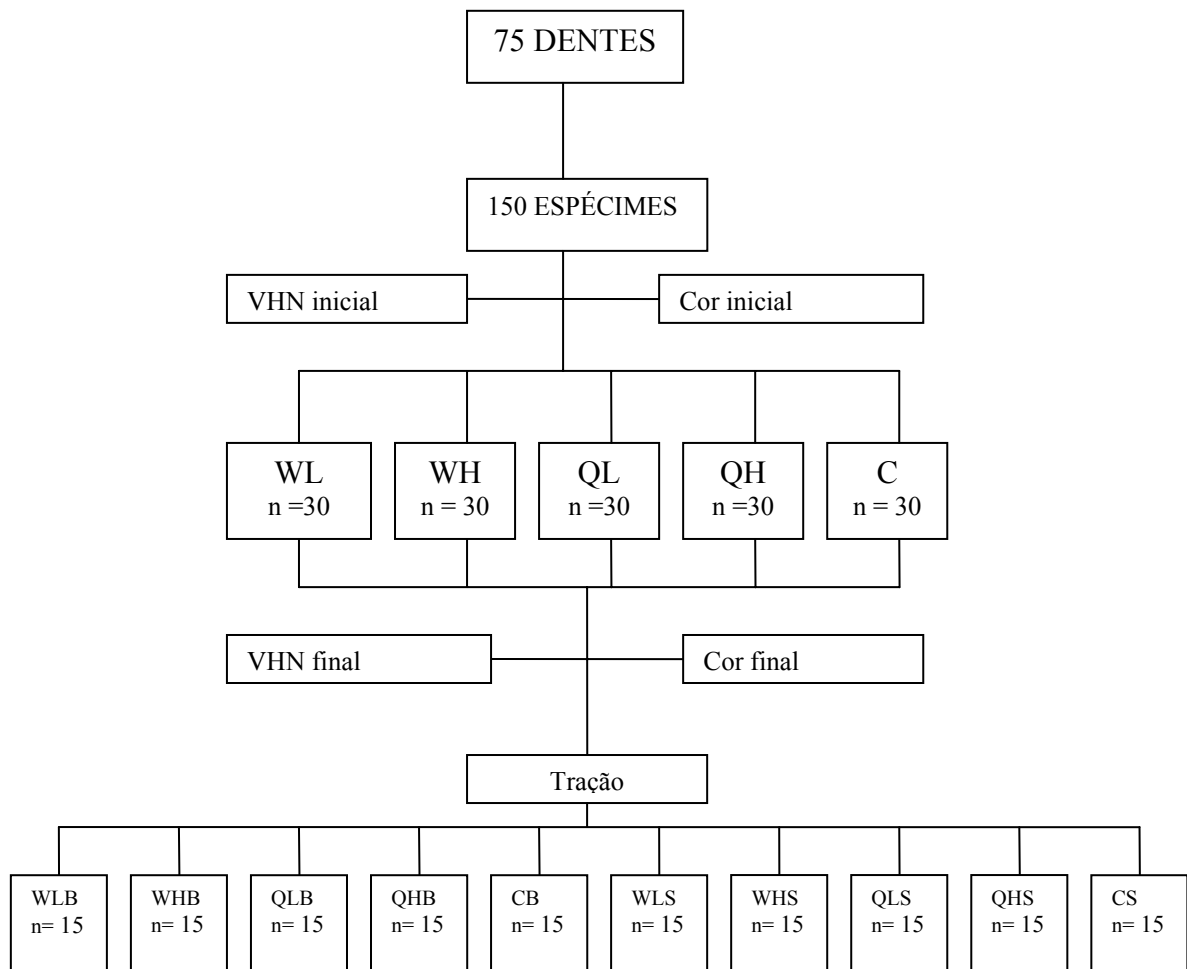 75 DENTES
150 ESPÉCIMES
VHN inicial
Cor inicial
WL
n =30
WH
n = 30
QL
n =30
QH
n =30
C
n = 30
VHN final
Cor final
Tração
WLB
n= 15
WHB
n= 15
QLB
n= 15
QHB
n= 15
CB
n= 15
WLS
n= 15
WHS
n= 15
QLS
n= 15
QHS
n= 15
CS
n= 15